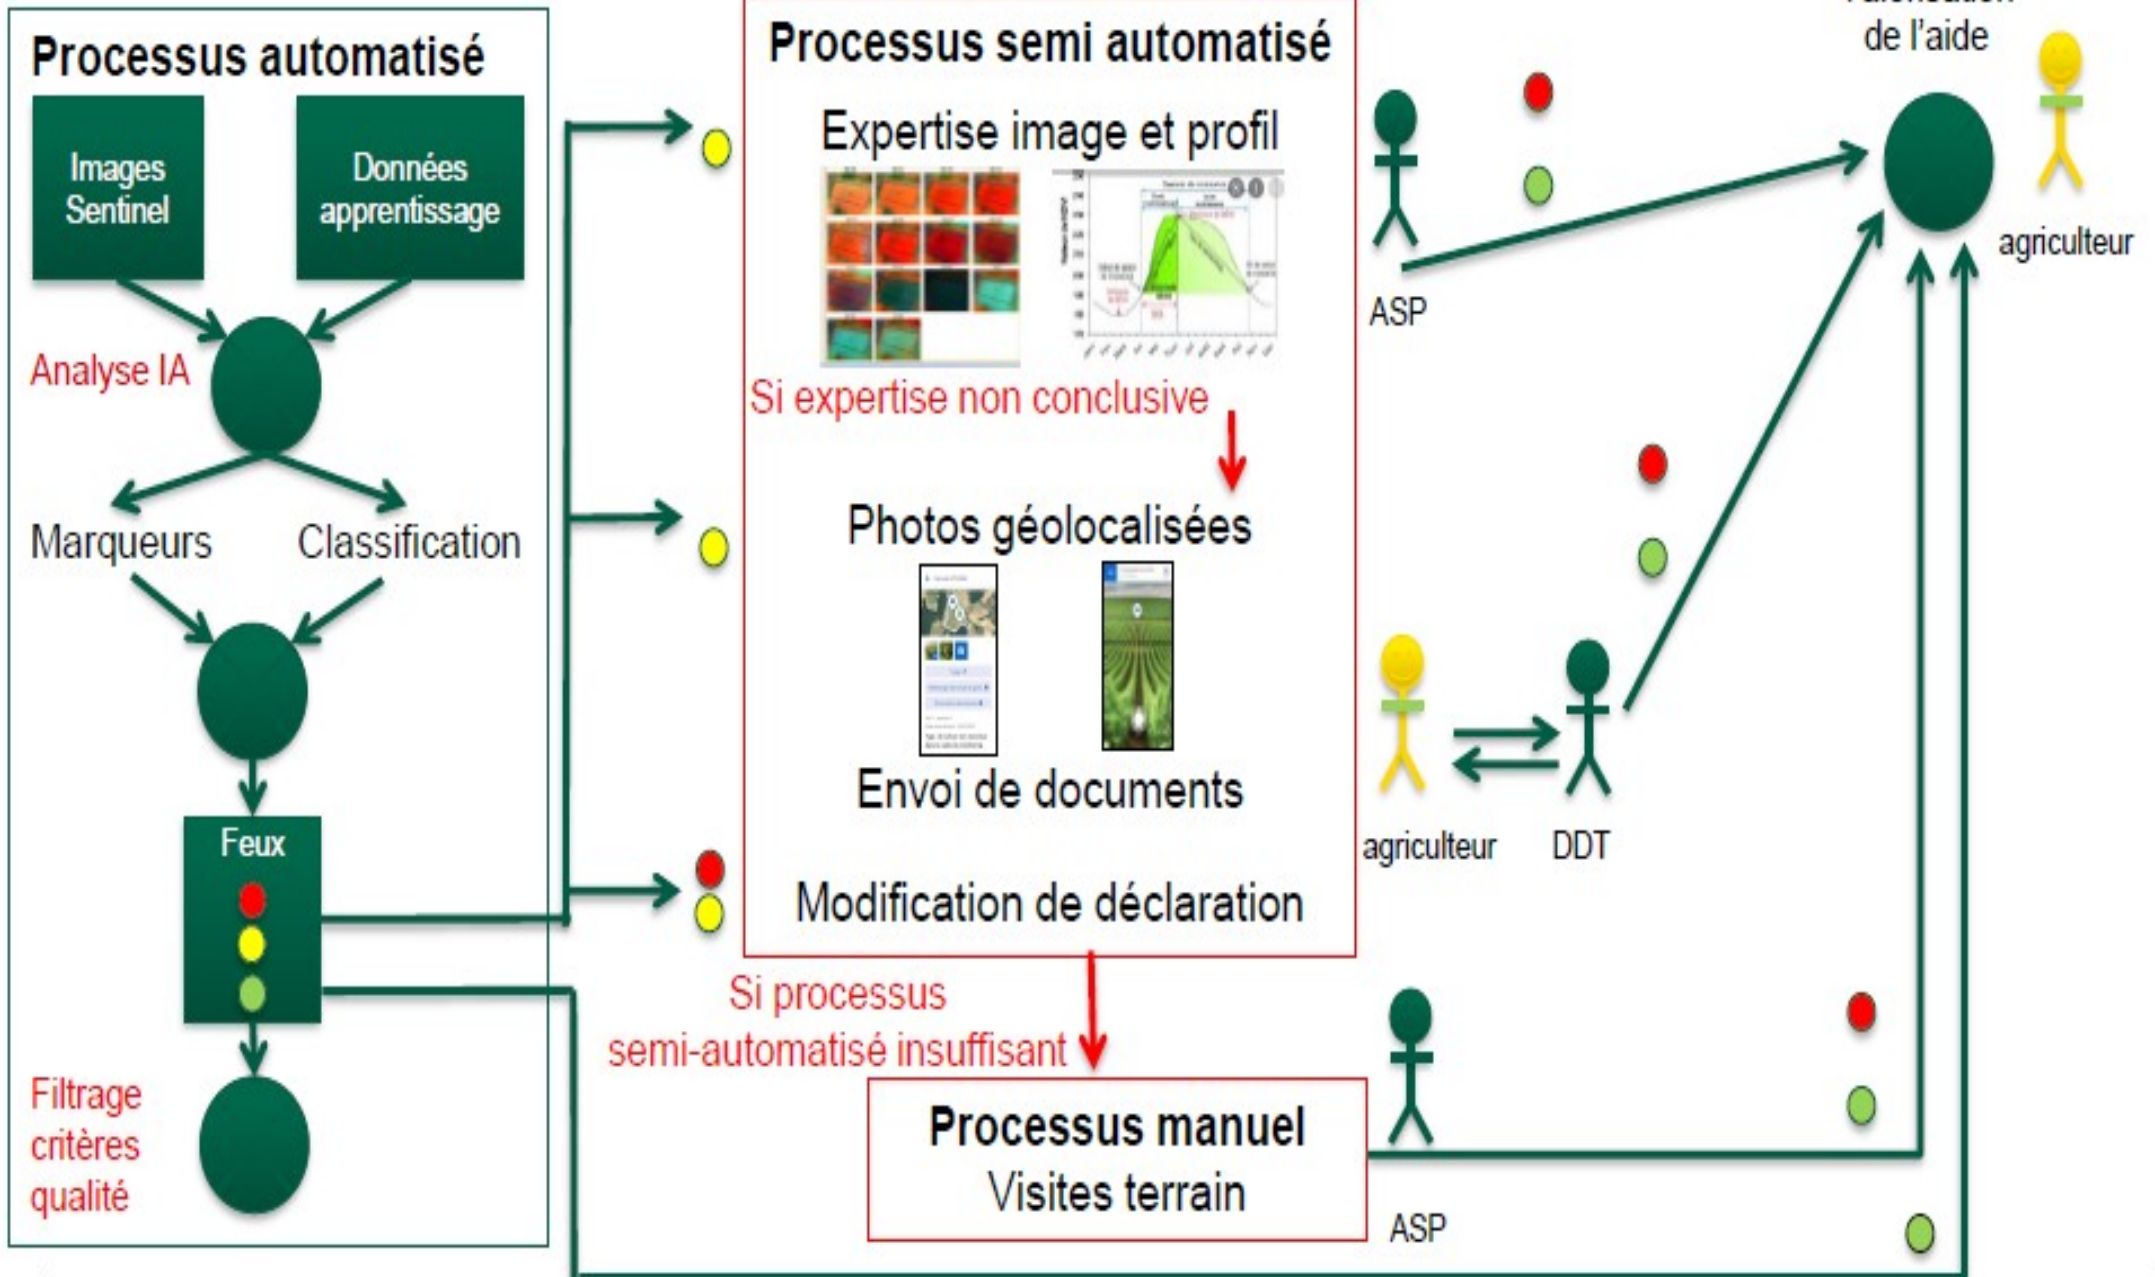 Processus automatisé
Images
Sentinel
Données
apprentissage
Analyse IA
Marqueurs
Classification
Feux
Filtrage
critères
qualité
Processus semi automatisé
Expertise image et profil
Si expertise non conclusive
Photos géolocalisées
Envoi de documents
Modification de déclaration
Si processus
semi-automatisé insuffisant
Processus manuel
Visites terrain
ASP
agriculteur
DDT
ASP
de l'aide
agriculteur